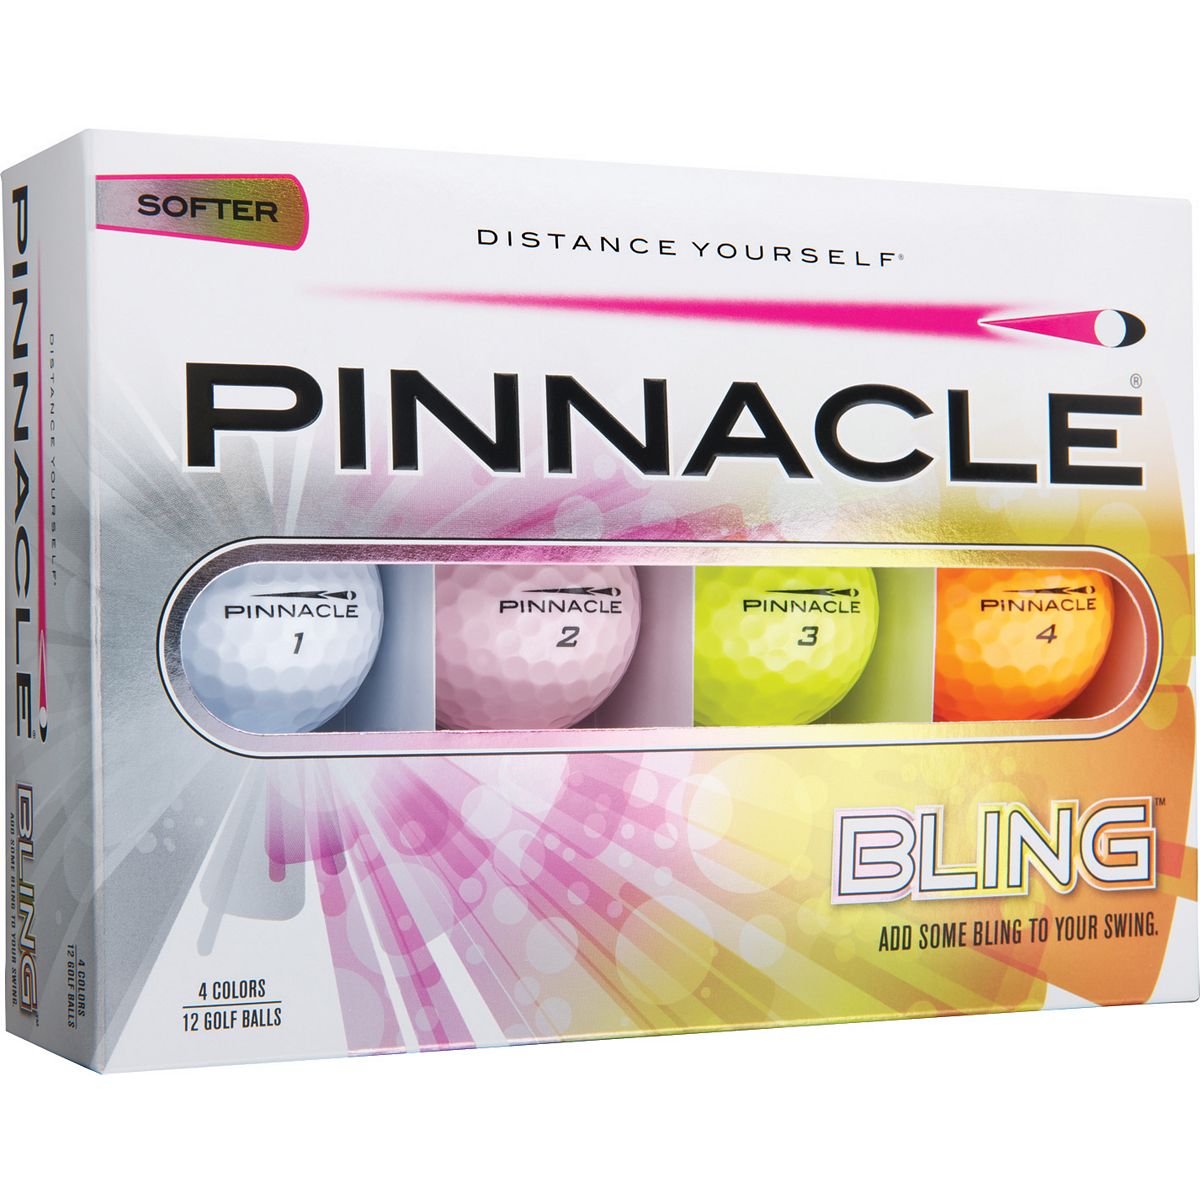 SOFTER
DISTANCE YOURSELF®
PINNACLE®
PINNACLE
1
PINNACLE
2
PINNACLE
3
PINNACLE
4
BLING™
ADD SOME BLING TO YOUR SWING.
4 COLORS
12 GOLF BALLS
PINNACLE®
DISTANCE YOURSELF®
BLING™
ADD SOME BLING TO YOUR SWING.
4 COLORS
12 GOLF BALLS